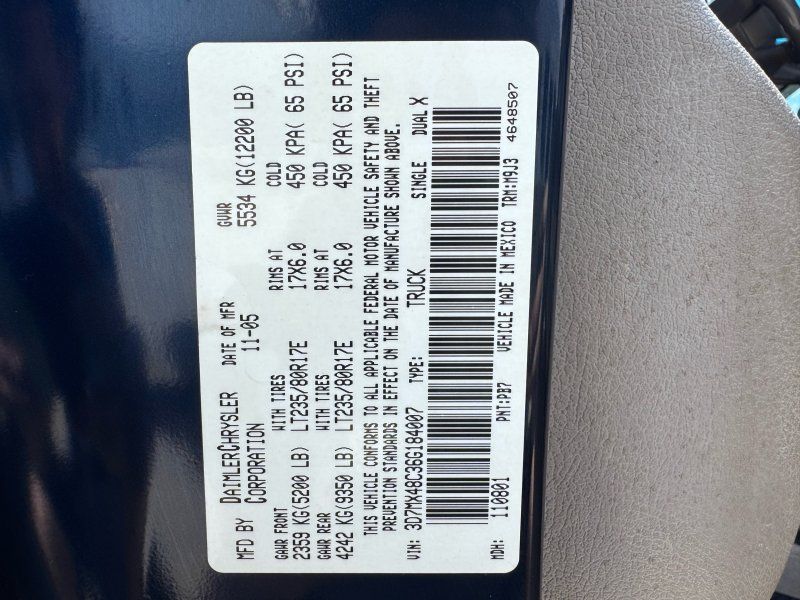 MFD BY DAIMLERCHRYSLER CORPORATION DATE OF MFR 11-05 GVWR 5534 KG(12200 LB)
GAWR FRONT WITH TIRES RIMS AT COLD
2359 KG(5200 LB) LT235/80R17E 17X6.0 450 KPA( 65 PSI)
GAWR REAR WITH TIRES RIMS AT COLD
4242 KG(9350 LB) LT235/80R17E 17X6.0 450 KPA( 65 PSI)
THIS VEHICLE CONFORMS TO ALL APPLICABLE FEDERAL MOTOR VEHICLE SAFETY AND THEFT
PREVENTION STANDARDS IN EFFECT ON THE DATE OF MANUFACTURE SHOWN ABOVE.
VIN: 3D7MX48C36G184007 TYPE: TRUCK SINGLE DUAL X
MDH: 110801 PNT:PB7 VEHICLE MADE IN MEXICO TRM:M9J3 4648507